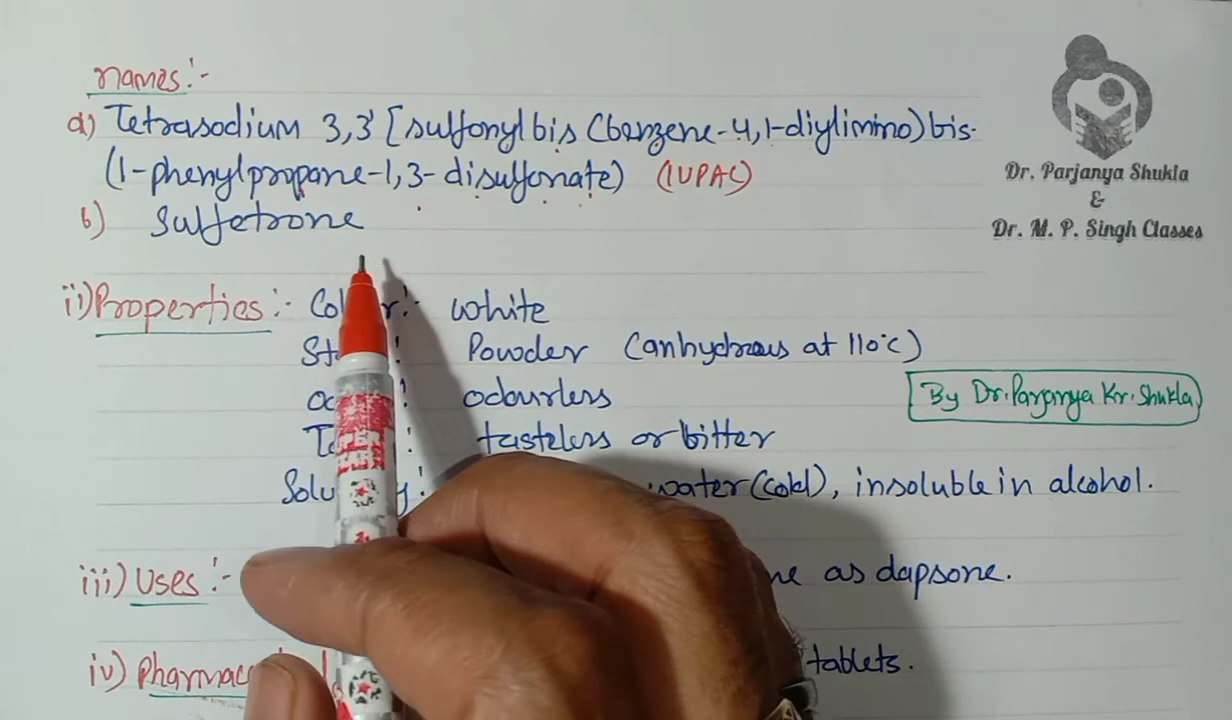 names:-
a) Tetrasodium 3,3' [sulfonylbis (benzene-4,1-diylimino) bis-
(1-phenylpropane-1,3-disulfonate) (IUPAC)
b) Sulfetrone
Dr. Parjanya Shukla
&
Dr. M. P. Singh Classes
ii) Properties:- :- White
Powder (anhydrous at 110°C)
: odourless
: tasteless or bitter
: water (cold), insoluble in alcohol.
By Dr. Parjanya Kr. Shukla
iii) Uses:- as dapsone.
iv) tablets.